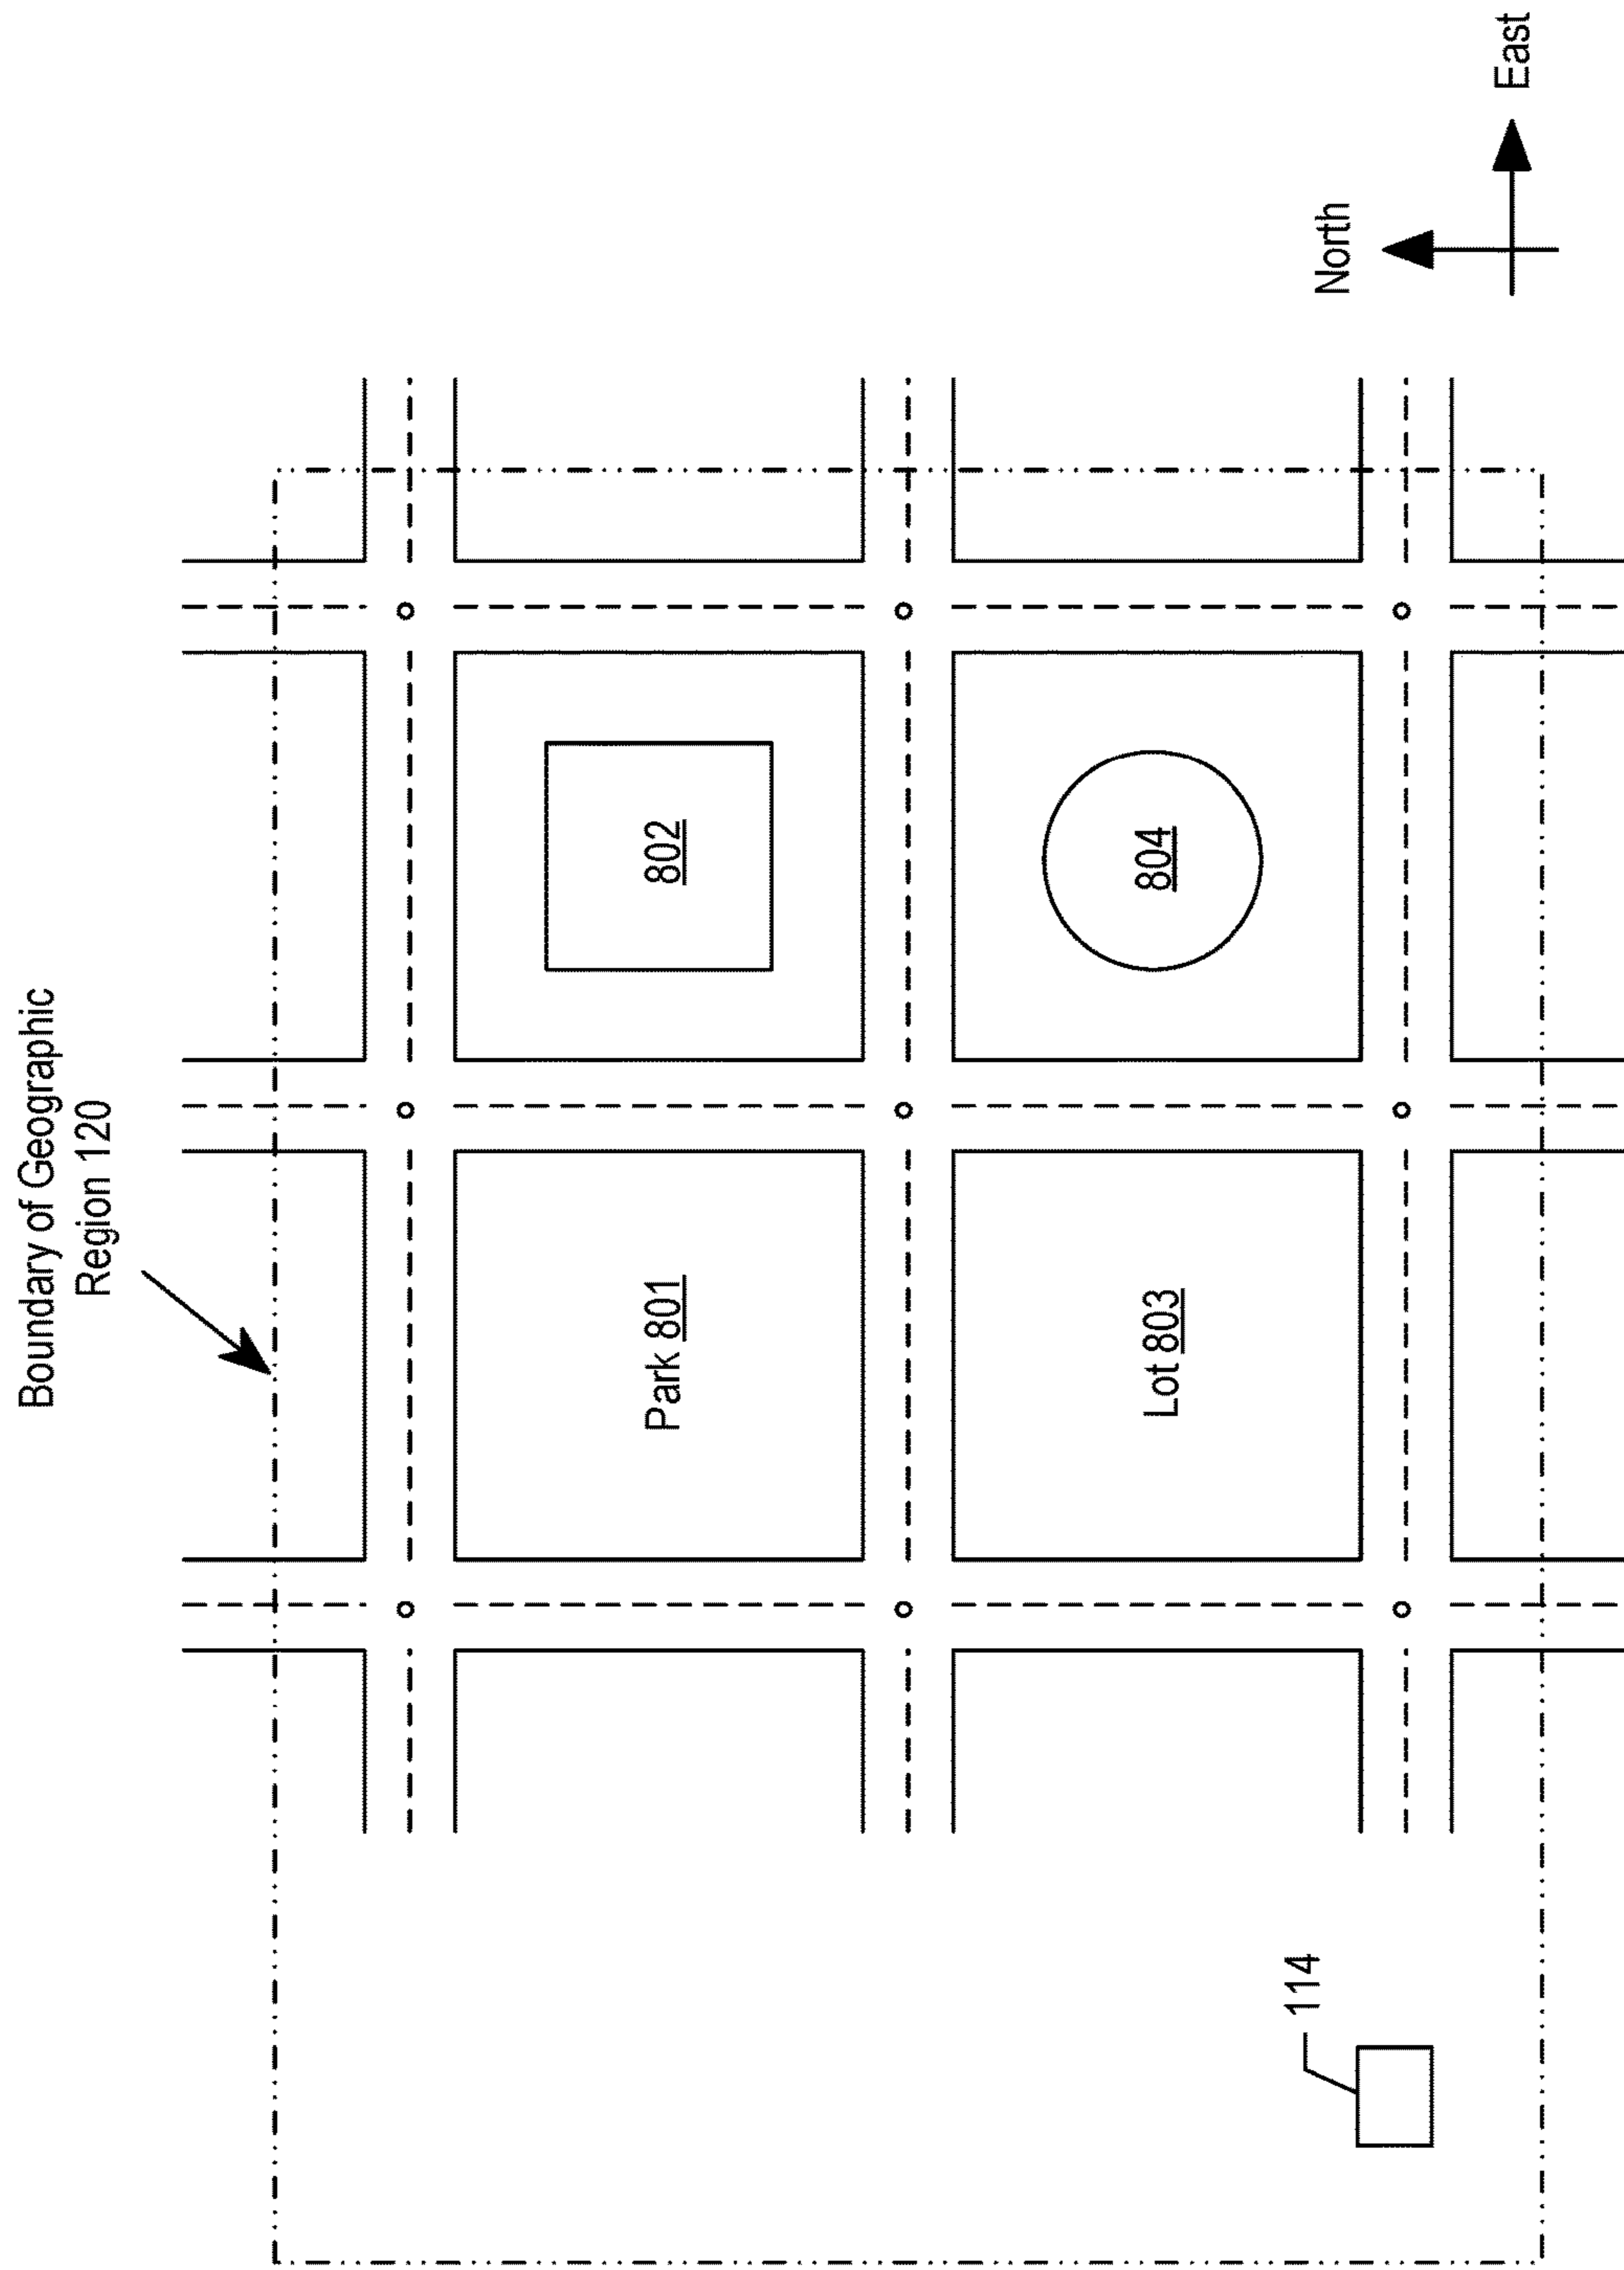 Boundary of Geographic
Region 120
Park 801
802
Lot 803
804
114
North
East